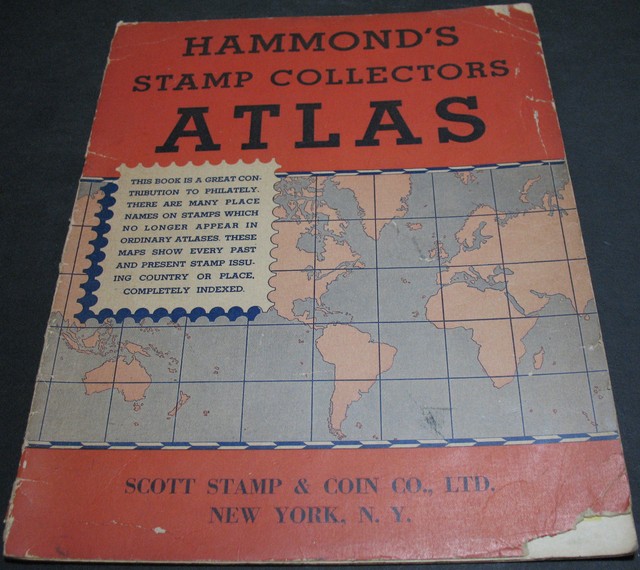 HAMMOND'S
STAMP COLLECTORS
ATLAS
THIS BOOK IS A GREAT CON-
TRIBUTION TO PHILATELY.
THERE ARE MANY PLACE
NAMES ON STAMPS WHICH
NO LONGER APPEAR IN
ORDINARY ATLASES. THESE
MAPS SHOW EVERY PAST
AND PRESENT STAMP ISSU-
ING COUNTRY OR PLACE,
COMPLETELY INDEXED.
SCOTT STAMP & COIN CO., LTD.
NEW YORK, N. Y.